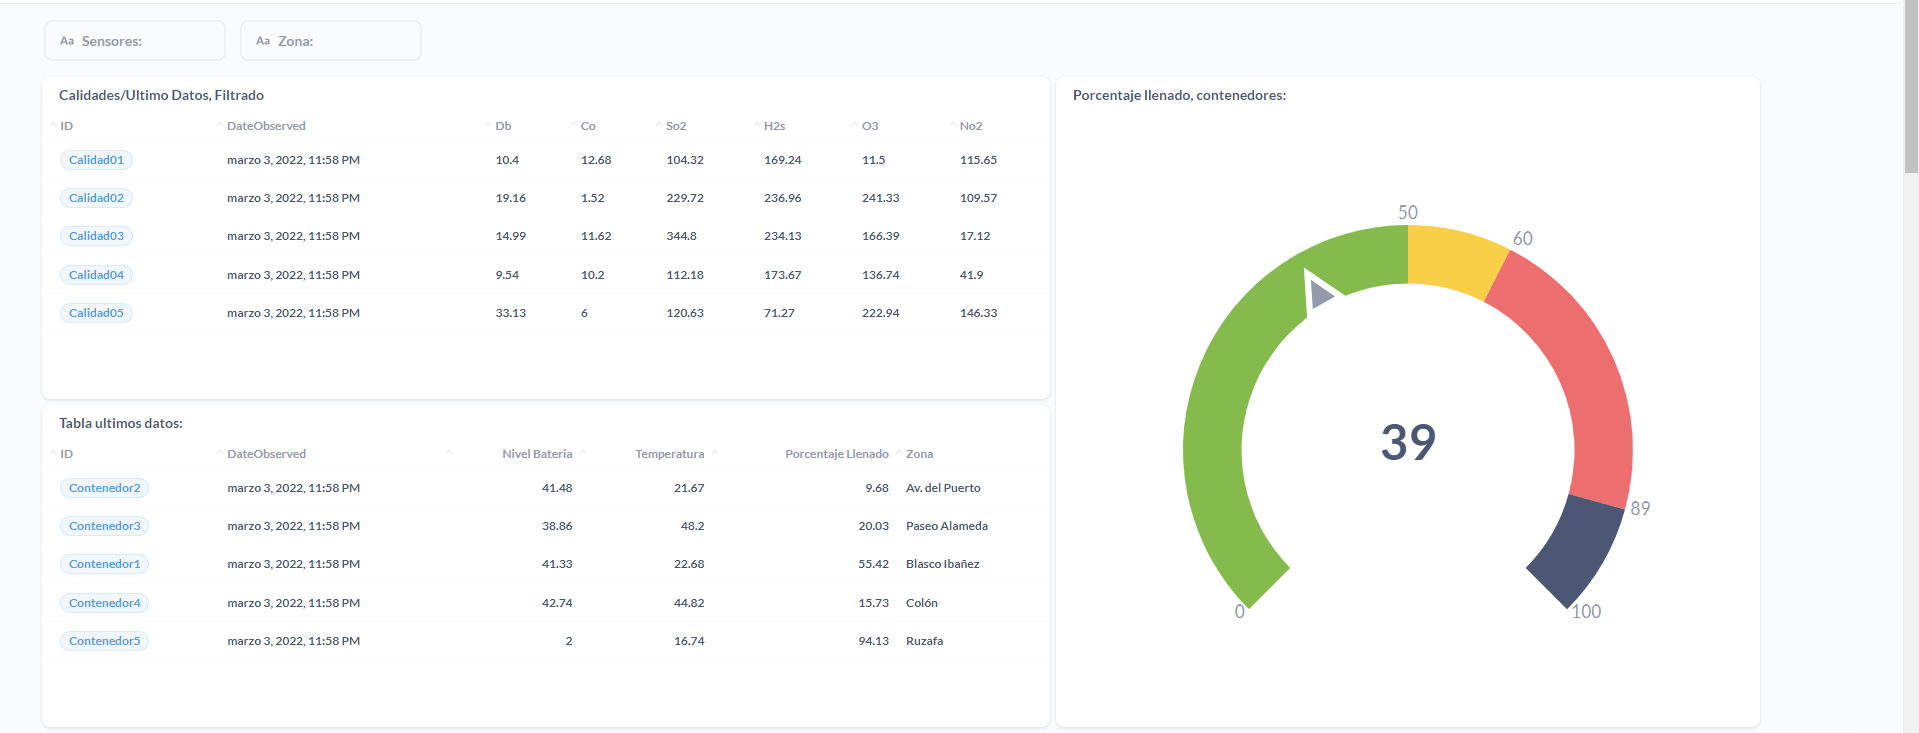 Aa Sensores:
Aa Zona:
Calidades/Ultimo Datos, Filtrado
ID DateObserved Db Co So2 H2s O3 No2
Calidad01 marzo 3, 2022, 11:58 PM 10.4 12.68 104.32 169.24 11.5 115.65
Calidad02 marzo 3, 2022, 11:58 PM 19.16 1.52 229.72 236.96 241.33 109.57
Calidad03 marzo 3, 2022, 11:58 PM 14.99 11.62 344.8 234.13 166.39 17.12
Calidad04 marzo 3, 2022, 11:58 PM 9.54 10.2 112.18 173.67 136.74 41.9
Calidad05 marzo 3, 2022, 11:58 PM 33.13 6 120.63 71.27 222.94 146.33
Tabla ultimos datos:
ID DateObserved Nivel Bateria Temperatura Porcentaje Llenado Zona
Contenedor2 marzo 3, 2022, 11:58 PM 41.48 21.67 9.68 Av. del Puerto
Contenedor3 marzo 3, 2022, 11:58 PM 38.86 48.2 20.03 Paseo Alameda
Contenedor1 marzo 3, 2022, 11:58 PM 41.33 22.68 55.42 Blasco Ibañez
Contenedor4 marzo 3, 2022, 11:58 PM 42.74 44.82 15.73 Colón
Contenedor5 marzo 3, 2022, 11:58 PM 2 16.74 94.13 Ruzafa
Porcentaje llenado, contenedores:
50
60
39
89
0
100